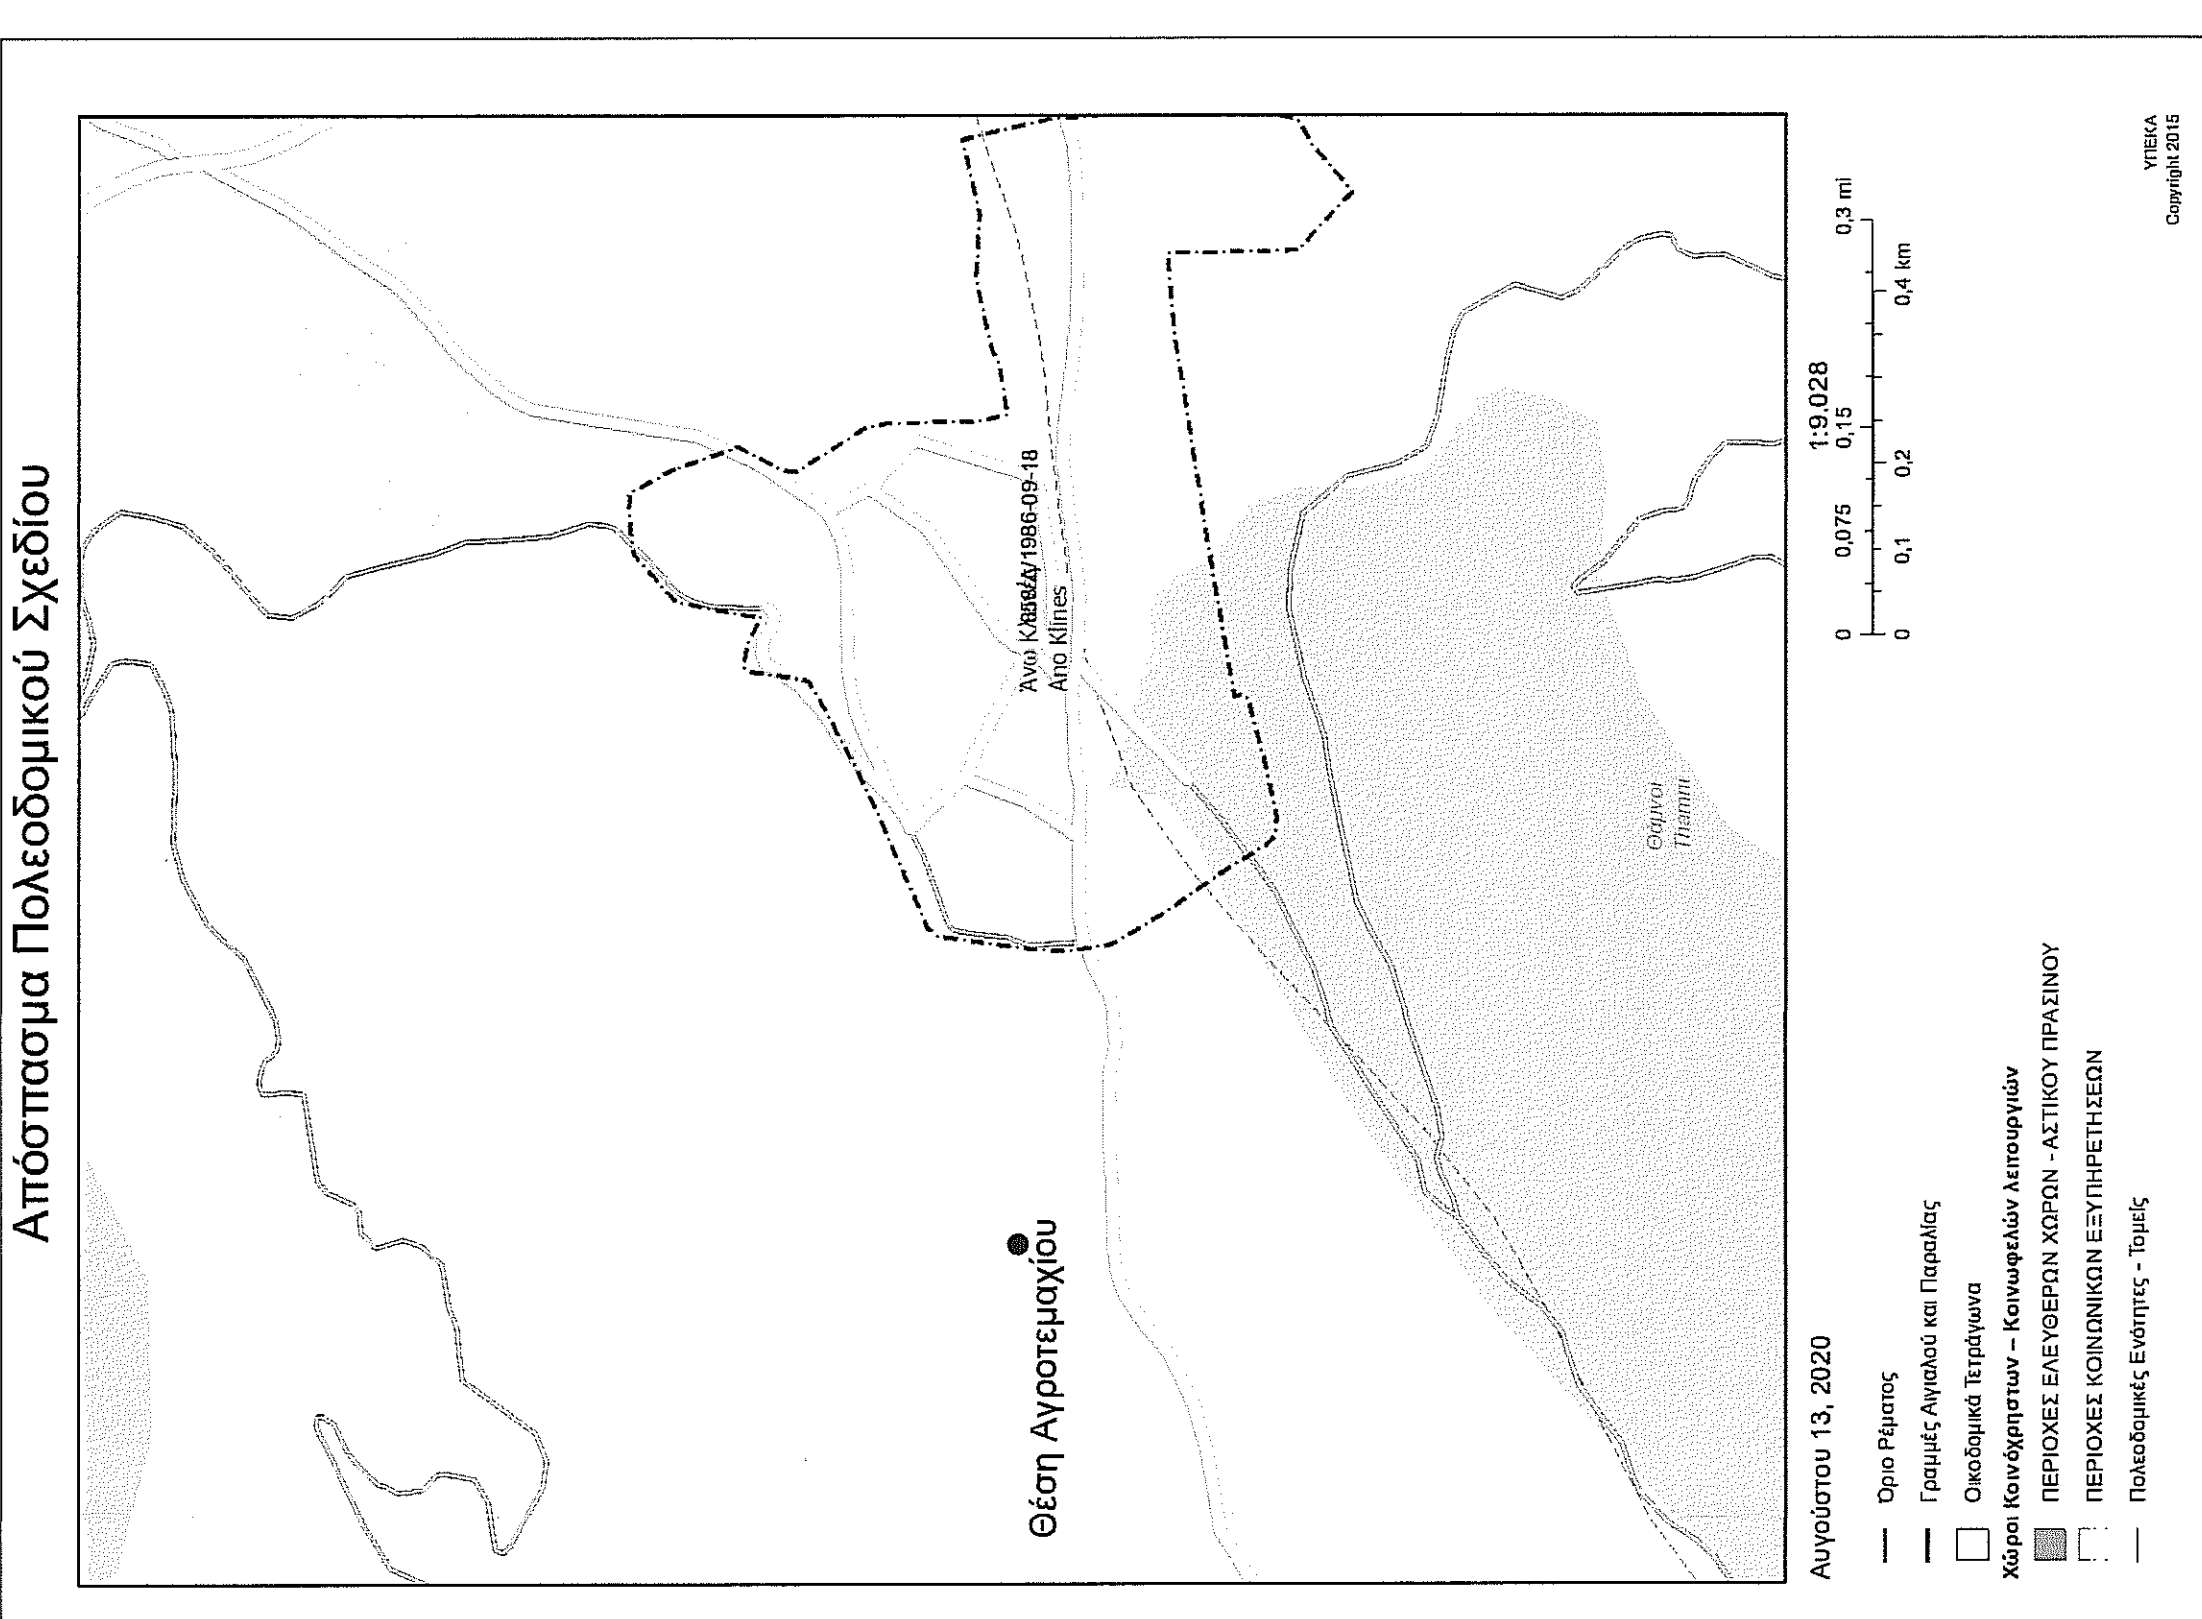 Απόσπασμα Πολεοδομικού Σχεδίου
Άνω
1986-09-18
Ano Klines
Θέση Αγροτεμαχίου
Θάμνοι
Thamni
Αυγούστου 13, 2020
1:9.028
0 0,075 0,15 0,3 mi
0 0,1 0,2 0,4 km
Όριο Ρέματος
Γραμμές Αιγιαλού και Παραλίας
Οικοδομικά Τετράγωνα
Χώροι Κοινόχρηστων – Κοινωφελών λειτουργιών
ΠΕΡΙΟΧΕΣ ΕΛΕΥΘΕΡΩΝ ΧΩΡΩΝ - ΑΣΤΙΚΟΥ ΠΡΑΣΙΝΟΥ
ΠΕΡΙΟΧΕΣ ΚΟΙΝΩΝΙΚΩΝ ΕΞΥΠΗΡΕΤΗΣΕΩΝ
Πολεοδομικές Ενότητες - Τομείς
ΥΠΕΚΑ
Copyright 2015